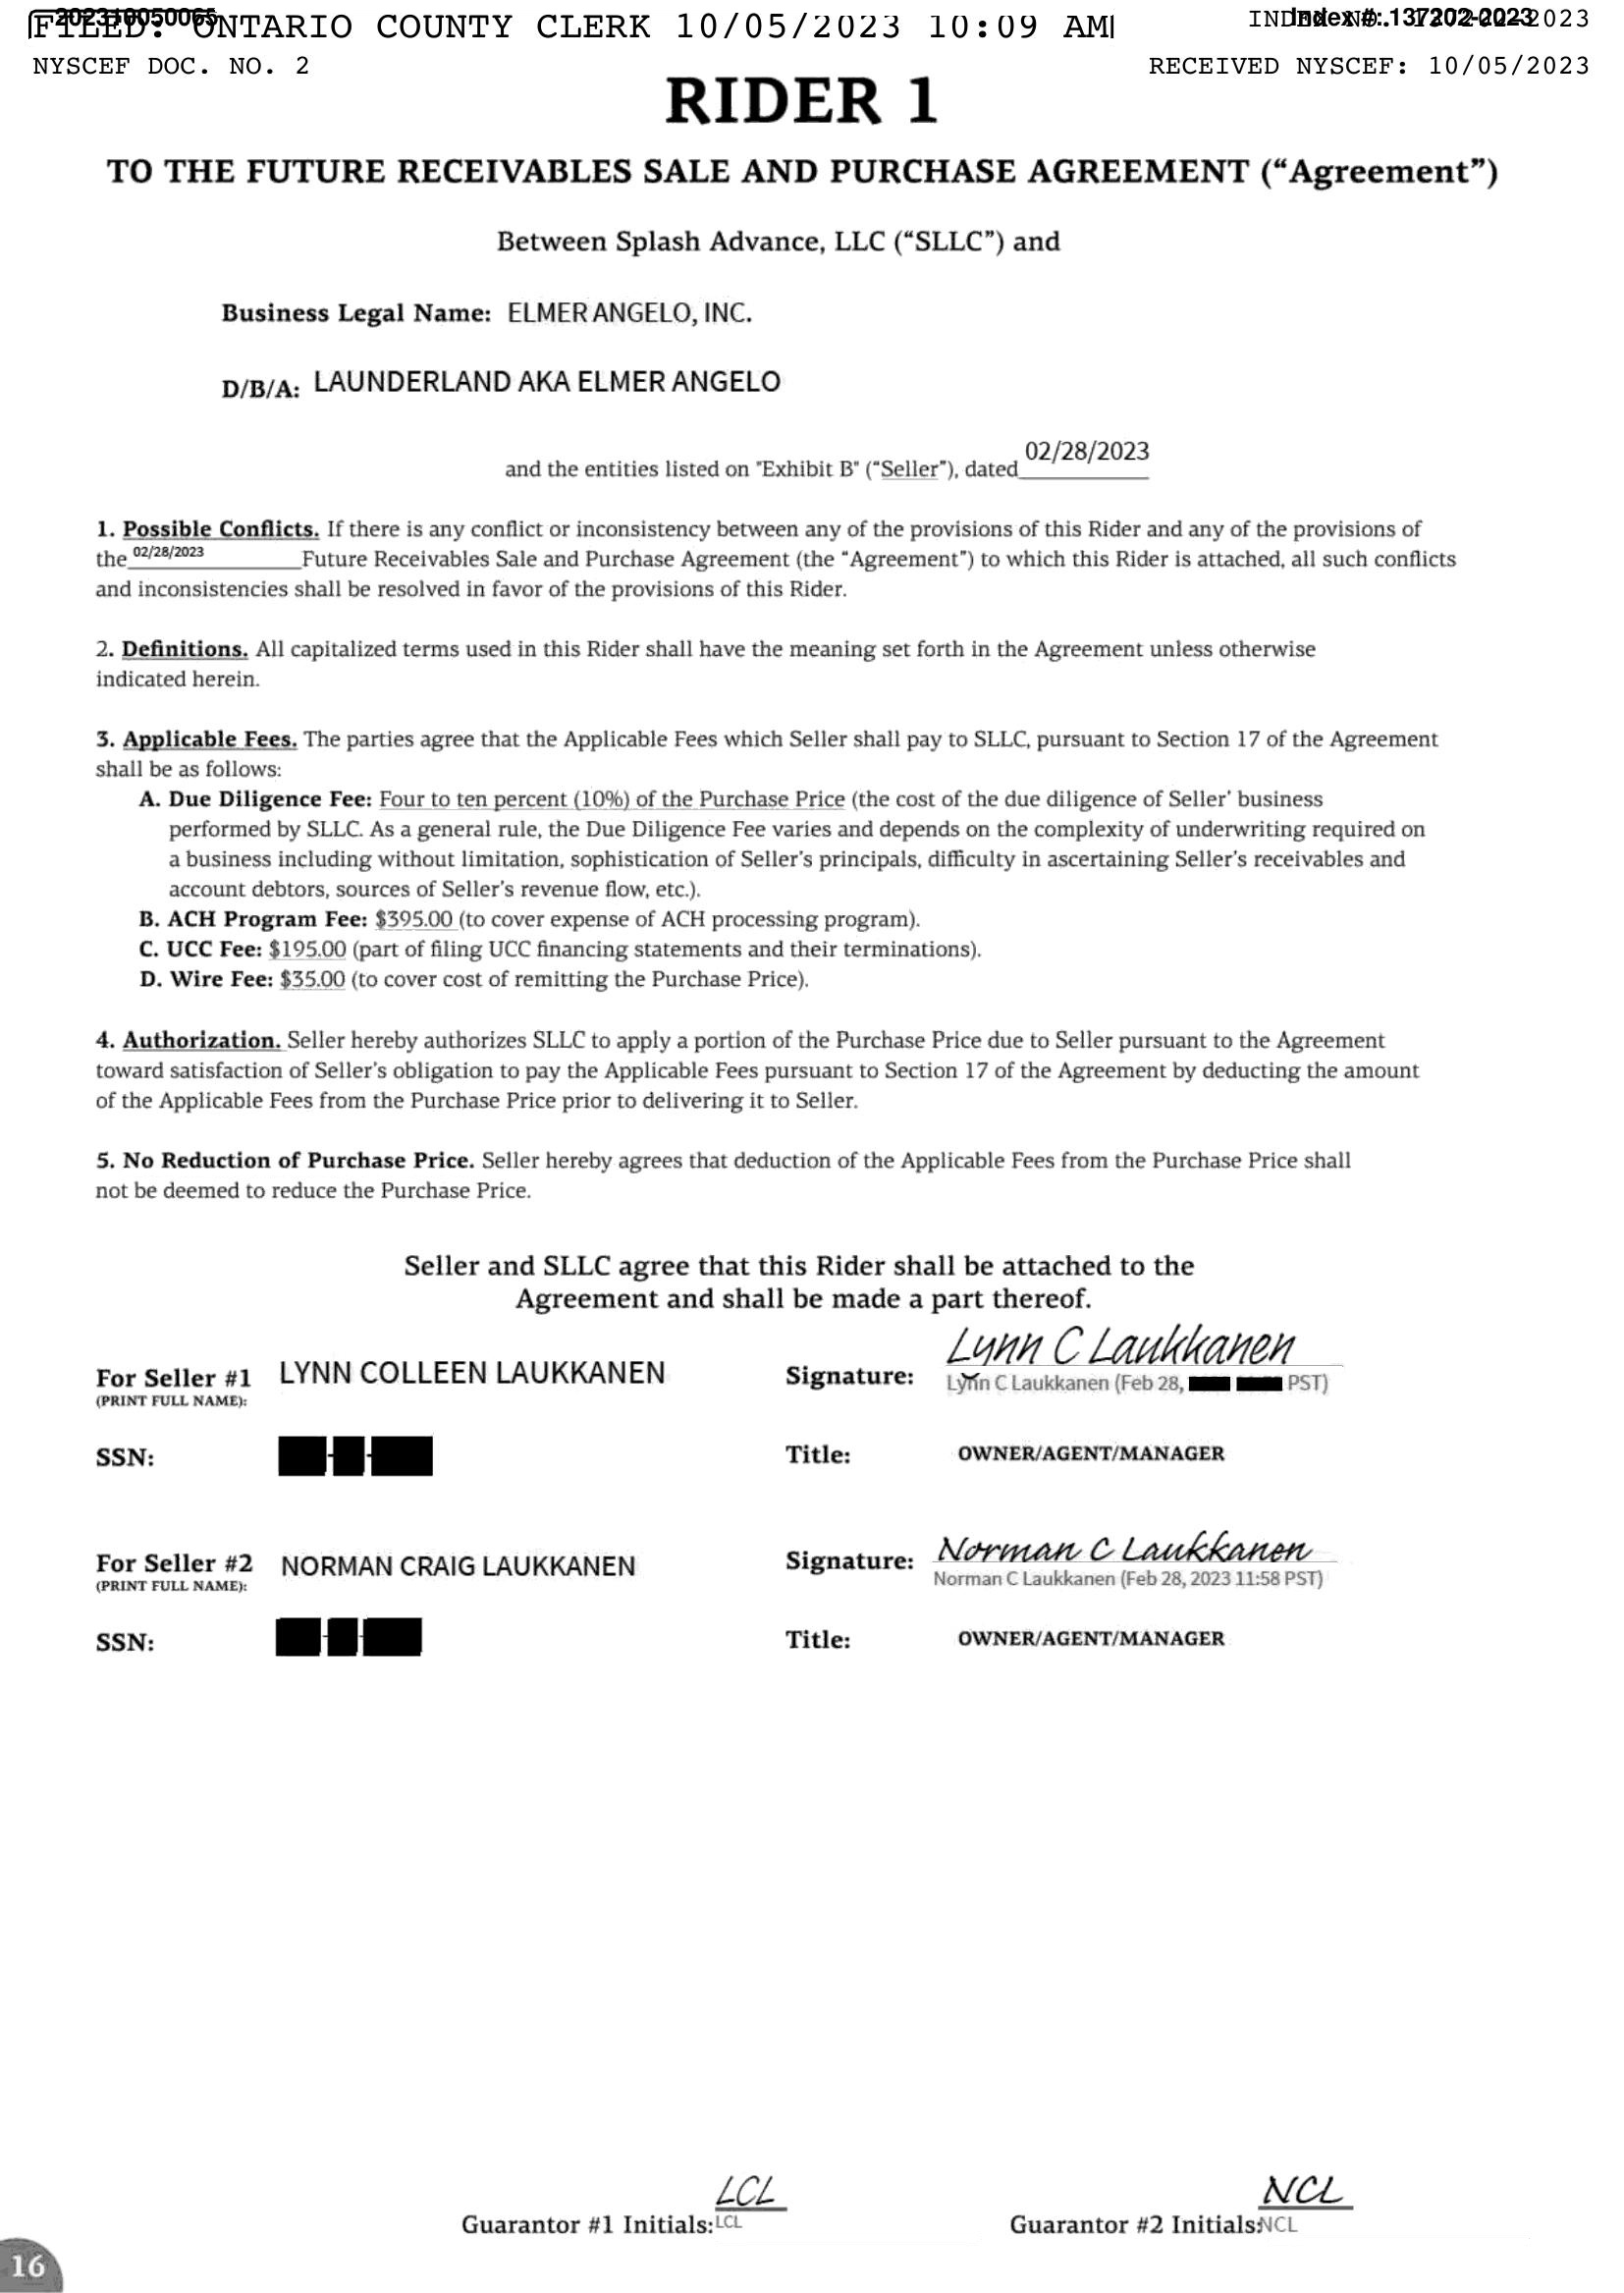 FILED: ONTARIO COUNTY CLERK 10/05/2023 10:09 AM
202310050065
Index #: 137202-2023
NYSCEF DOC. NO. 2
RECEIVED NYSCEF: 10/05/2023
RIDER 1
TO THE FUTURE RECEIVABLES SALE AND PURCHASE AGREEMENT (“Agreement”)
Between Splash Advance, LLC (“SLLC”) and
Business Legal Name: ELMER ANGELO, INC.
D/B/A: LAUNDERLAND AKA ELMER ANGELO
and the entities listed on "Exhibit B" (“Seller”), dated 02/28/2023
1. Possible Conflicts. If there is any conflict or inconsistency between any of the provisions of this Rider and any of the provisions of
the 02/28/2023 Future Receivables Sale and Purchase Agreement (the “Agreement”) to which this Rider is attached, all such conflicts
and inconsistencies shall be resolved in favor of the provisions of this Rider.
2. Definitions. All capitalized terms used in this Rider shall have the meaning set forth in the Agreement unless otherwise
indicated herein.
3. Applicable Fees. The parties agree that the Applicable Fees which Seller shall pay to SLLC, pursuant to Section 17 of the Agreement
shall be as follows:
A. Due Diligence Fee: Four to ten percent (10%) of the Purchase Price (the cost of the due diligence of Seller’ business
performed by SLLC. As a general rule, the Due Diligence Fee varies and depends on the complexity of underwriting required on
a business including without limitation, sophistication of Seller’s principals, difficulty in ascertaining Seller’s receivables and
account debtors, sources of Seller’s revenue flow, etc.).
B. ACH Program Fee: $395.00 (to cover expense of ACH processing program).
C. UCC Fee: $195.00 (part of filing UCC financing statements and their terminations).
D. Wire Fee: $35.00 (to cover cost of remitting the Purchase Price).
4. Authorization. Seller hereby authorizes SLLC to apply a portion of the Purchase Price due to Seller pursuant to the Agreement
toward satisfaction of Seller’s obligation to pay the Applicable Fees pursuant to Section 17 of the Agreement by deducting the amount
of the Applicable Fees from the Purchase Price prior to delivering it to Seller.
5. No Reduction of Purchase Price. Seller hereby agrees that deduction of the Applicable Fees from the Purchase Price shall
not be deemed to reduce the Purchase Price.
Seller and SLLC agree that this Rider shall be attached to the
Agreement and shall be made a part thereof.
For Seller #1 LYNN COLLEEN LAUKKANEN Signature: Lynn C Laukkanen
(PRINT FULL NAME): Lynn C Laukkanen (Feb 28, PST)
SSN: Title: OWNER/AGENT/MANAGER
For Seller #2 NORMAN CRAIG LAUKKANEN Signature: Norman C Laukkanen
(PRINT FULL NAME): Norman C Laukkanen (Feb 28, 2023 11:58 PST)
SSN: Title: OWNER/AGENT/MANAGER
LCL NCL
Guarantor #1 Initials: LCL Guarantor #2 Initials: NCL
16